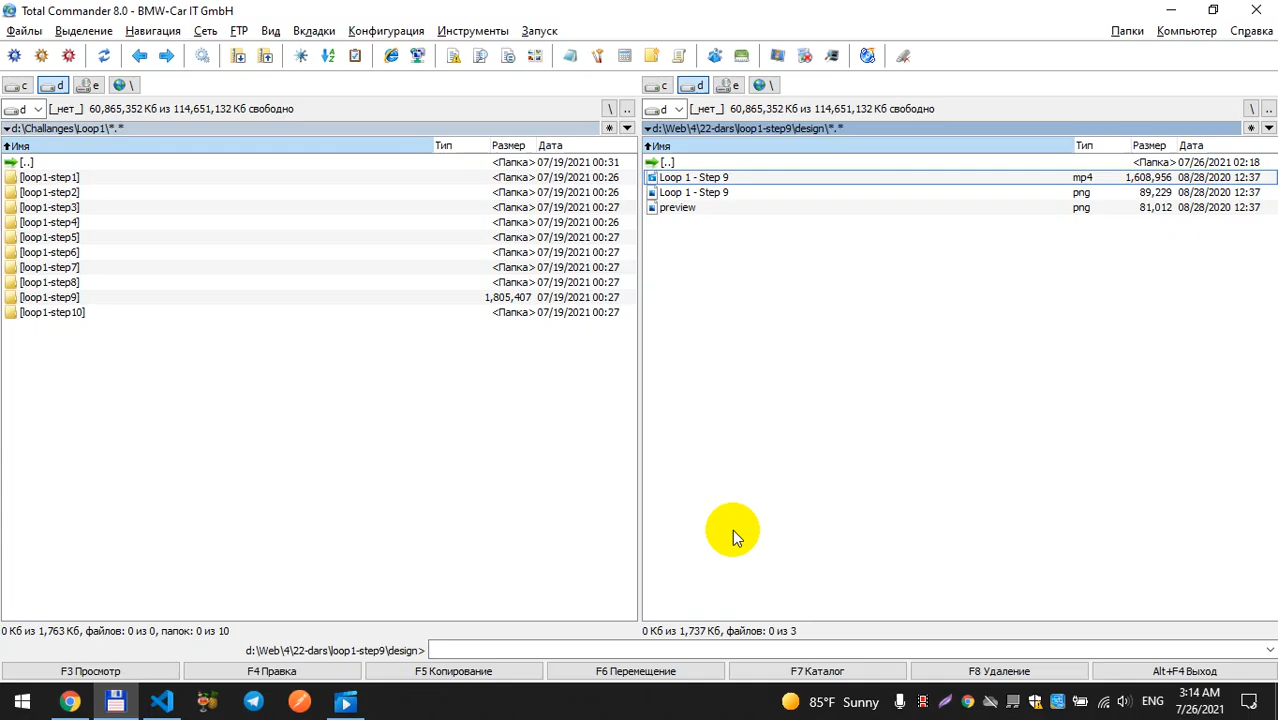 Total Commander 8.0 - BMW-Car IT GmbH
Файлы Выделение Навигация Сеть FTP Вид Вкладки Конфигурация Инструменты Запуск Папки Компьютер Справка
c d e \ c d e \
d [_нет_] 60,865,352 Кб из 114,651,132 Кб свободно \ .. d [_нет_] 60,865,352 Кб из 114,651,132 Кб свободно \ ..
d:\Challanges\Loop1\*.* * d:\Web\4\22-dars\loop1-step9\design\*.* *
Имя Тип Размер Дата Имя Тип Размер Дата
[..] <Папка> 07/19/2021 00:31 [..] <Папка> 07/26/2021 02:18
[loop1-step1] <Папка> 07/19/2021 00:26 Loop 1 - Step 9 mp4 1,608,956 08/28/2020 12:37
[loop1-step2] <Папка> 07/19/2021 00:26 Loop 1 - Step 9 png 89,229 08/28/2020 12:37
[loop1-step3] <Папка> 07/19/2021 00:27 preview png 81,012 08/28/2020 12:37
[loop1-step4] <Папка> 07/19/2021 00:26
[loop1-step5] <Папка> 07/19/2021 00:27
[loop1-step6] <Папка> 07/19/2021 00:27
[loop1-step7] <Папка> 07/19/2021 00:27
[loop1-step8] <Папка> 07/19/2021 00:27
[loop1-step9] 1,805,407 07/19/2021 00:27
[loop1-step10] <Папка> 07/19/2021 00:27
0 Кб из 1,763 Кб, файлов: 0 из 0, папок: 0 из 10 0 Кб из 1,737 Кб, файлов: 0 из 3
d:\Web\4\22-dars\loop1-step9\design>
F3 Просмотр F4 Правка F5 Копирование F6 Перемещение F7 Каталог F8 Удаление Alt+F4 Выход
85°F Sunny ENG 3:14 AM
7/26/2021